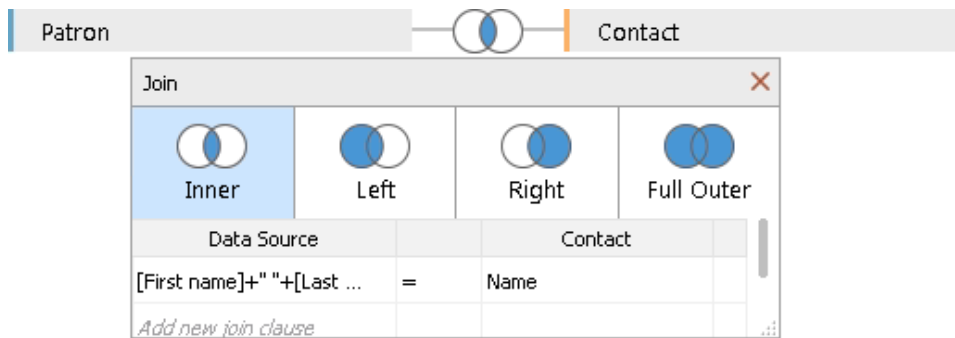 Patron Contact
Join
Inner Left Right Full Outer
Data Source Contact
[First name]+" "+[Last ... = Name
Add new join clause